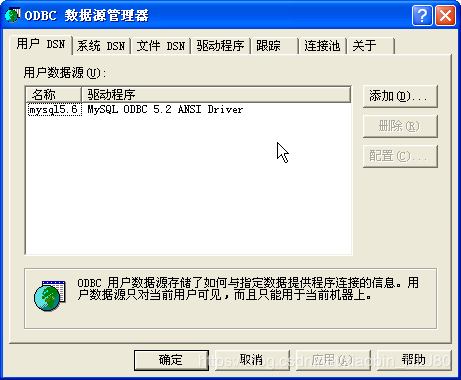 ODBC 数据源管理器
用户 DSN 系统 DSN 文件 DSN 驱动程序 跟踪 连接池 关于
用户数据源(U):
名称 驱动程序
mysql5.6 MySQL ODBC 5.2 ANSI Driver
添加(D)...
删除(R)
配置(C)...
ODBC 用户数据源存储了如何与指定数据提供程序连接的信息。用
户数据源只对当前用户可见，而且只能用于当前机器上。
确定 取消 应用(A) 帮助